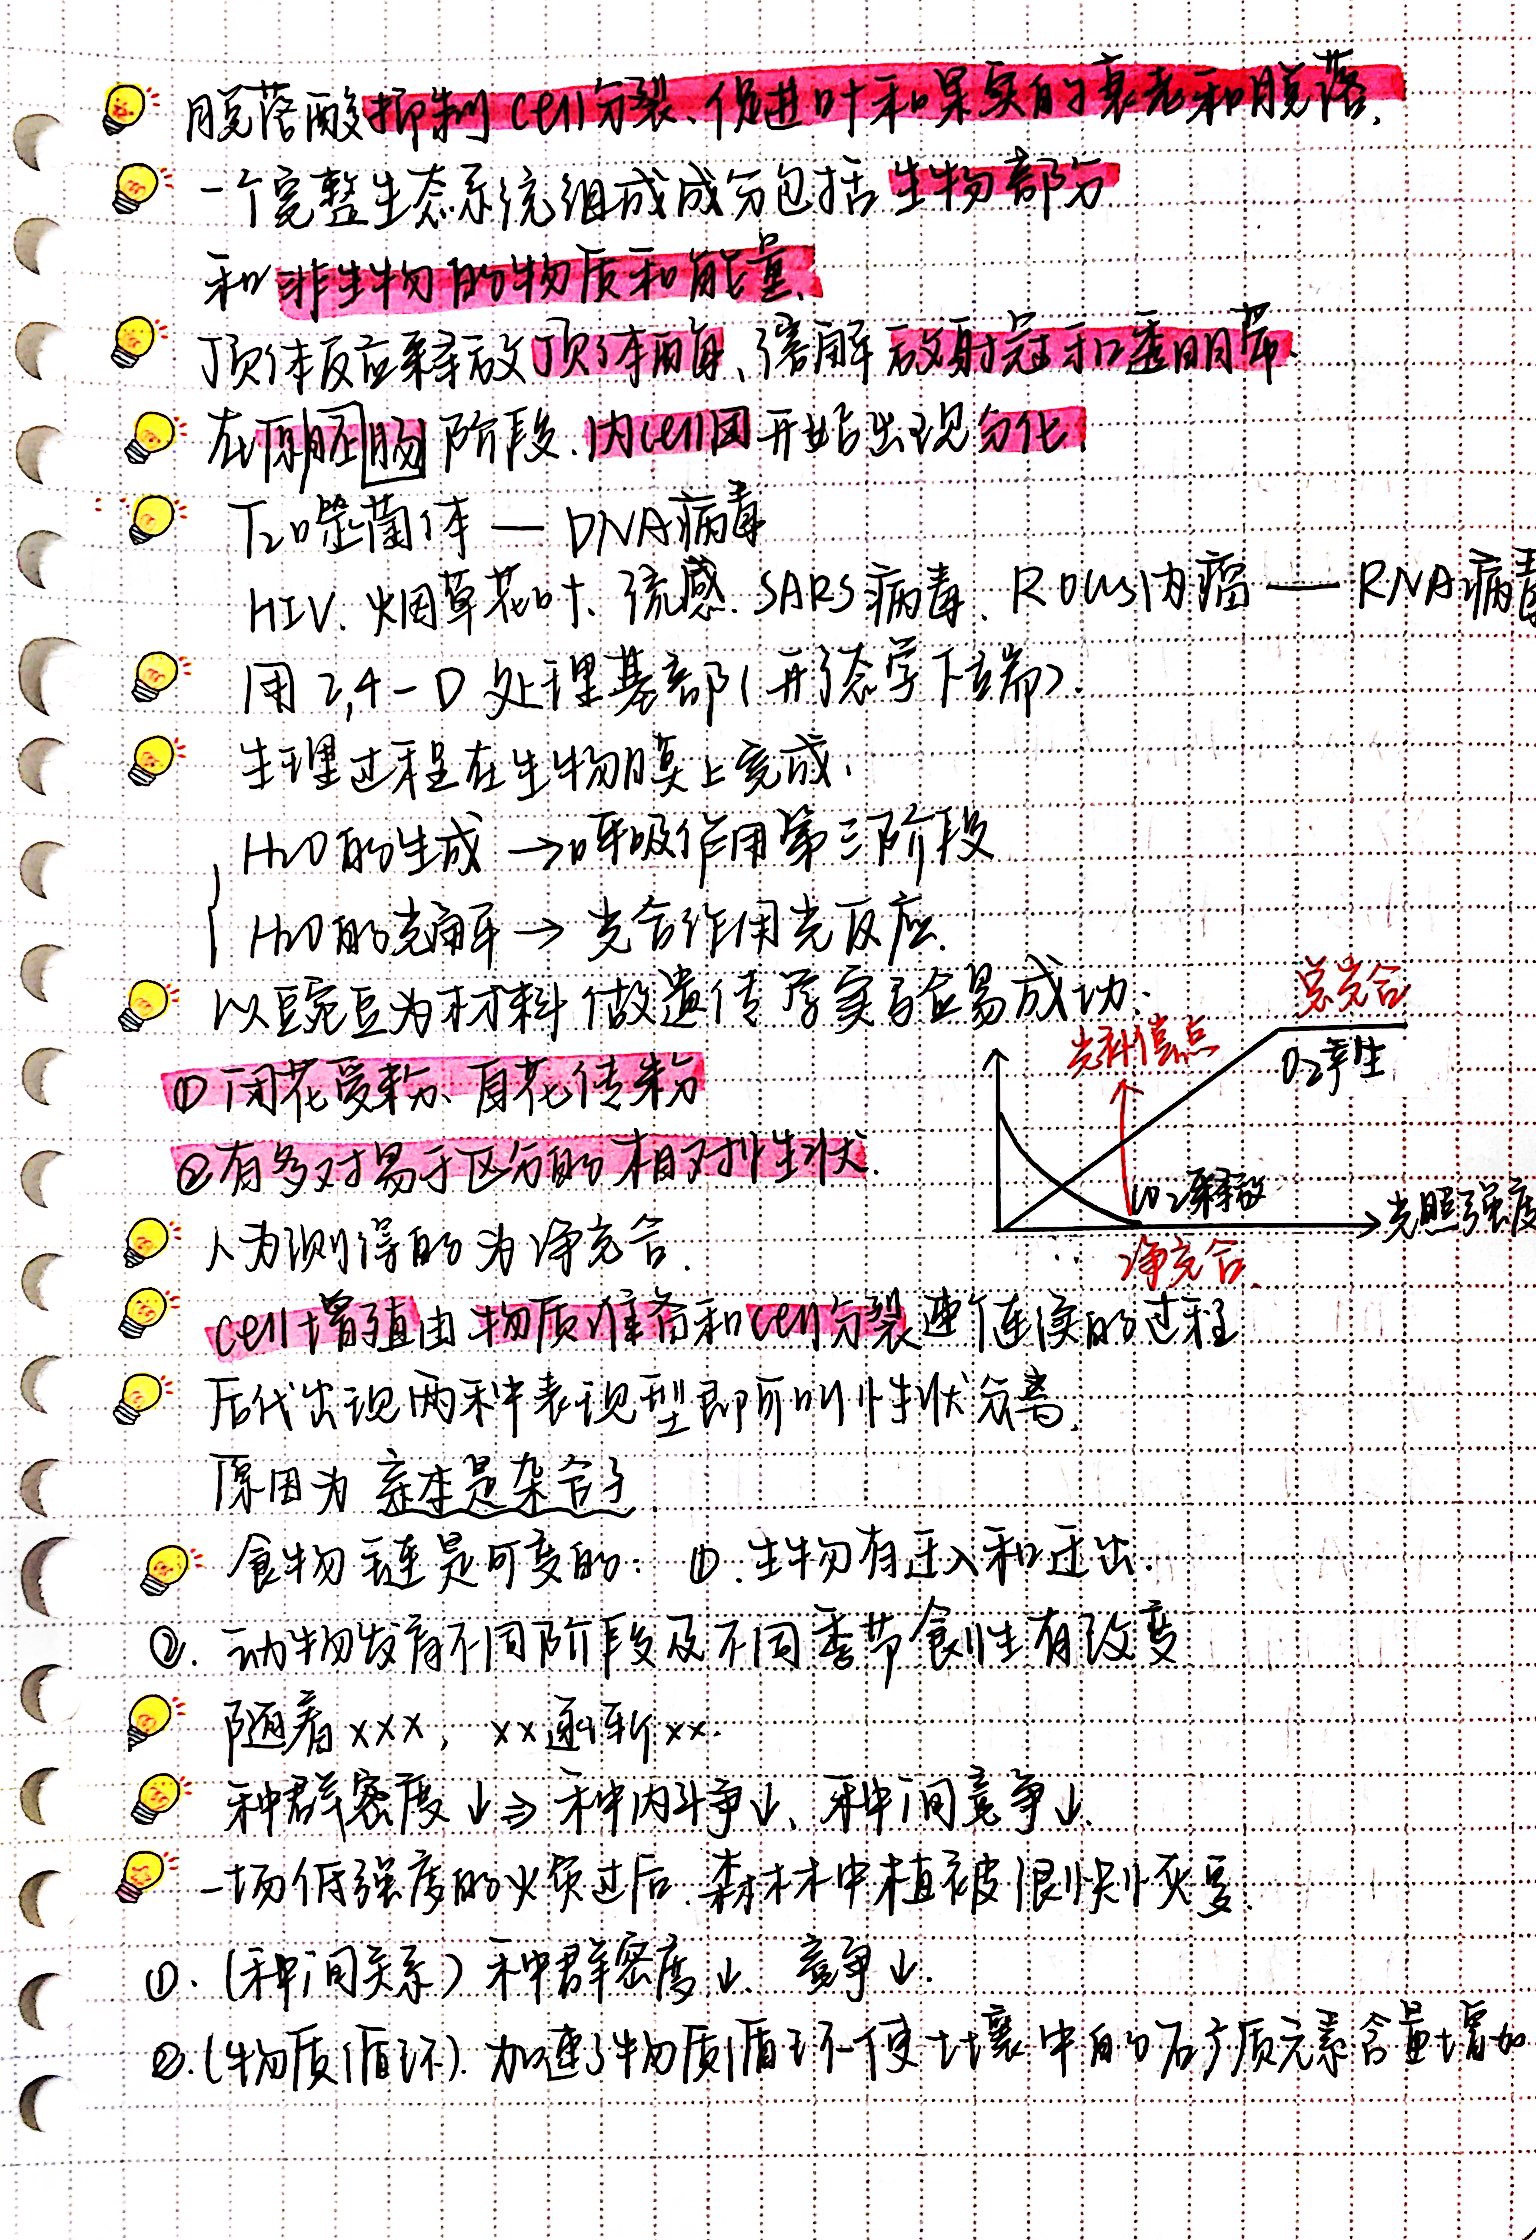 脱落酸抑制cell分裂、促进叶和果实的衰老和脱落.
一个完整生态系统组成成分包括生物部分
和非生物的物质和能量.
顶体反应释放顶体酶、溶解放射冠和透明带.
在原肠胚阶段.内cell团开始出现分化.
T2噬菌体 — DNA病毒
HIV.烟草花叶.流感.SARS病毒.Rous肉瘤 — RNA病毒
用2,4-D处理基部(形态学下端).
生理过程在生物膜上完成.
H2O的生成 → 呼吸作用第三阶段
H2O的光解 → 光合作用光反应.
以豌豆为材料做遗传学实验易成功:
①闭花受粉、自花传粉
②有多对易于区分的相对性状.
总光合
光补偿点
O2产生
CO2释放
光照强度
净光合.
人为测得的为净光合.
cell增殖由物质准备和cell分裂连个连续的过程
后代出现两种表现型即所叫性状分离.
原因为亲本是杂合子
食物链是可变的: ①.生物有迁入和迁出.
②.动物发育不同阶段及不同季节食性有改变
随着xxx, xx逐渐xx.
种群密度↓⇒种内斗争↓、种间竞争↓.
一场低强度的火烧过后.森林中植被很快恢复.
①.(种间关系)种群密度↓、竞争↓.
②.(物质循环).加速了物质循环使土壤中的矿质元素含量增加